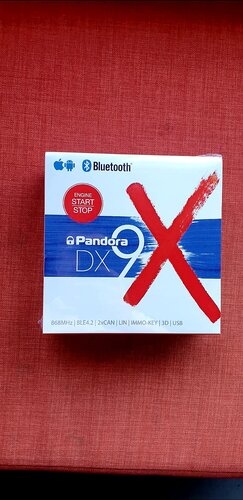 Bluetooth®
ENGINE
START
STOP
Pandora
DX 9X
868MHz | BLE4.2 | 2xCAN | LIN | IMMO-KEY | 3D | USB